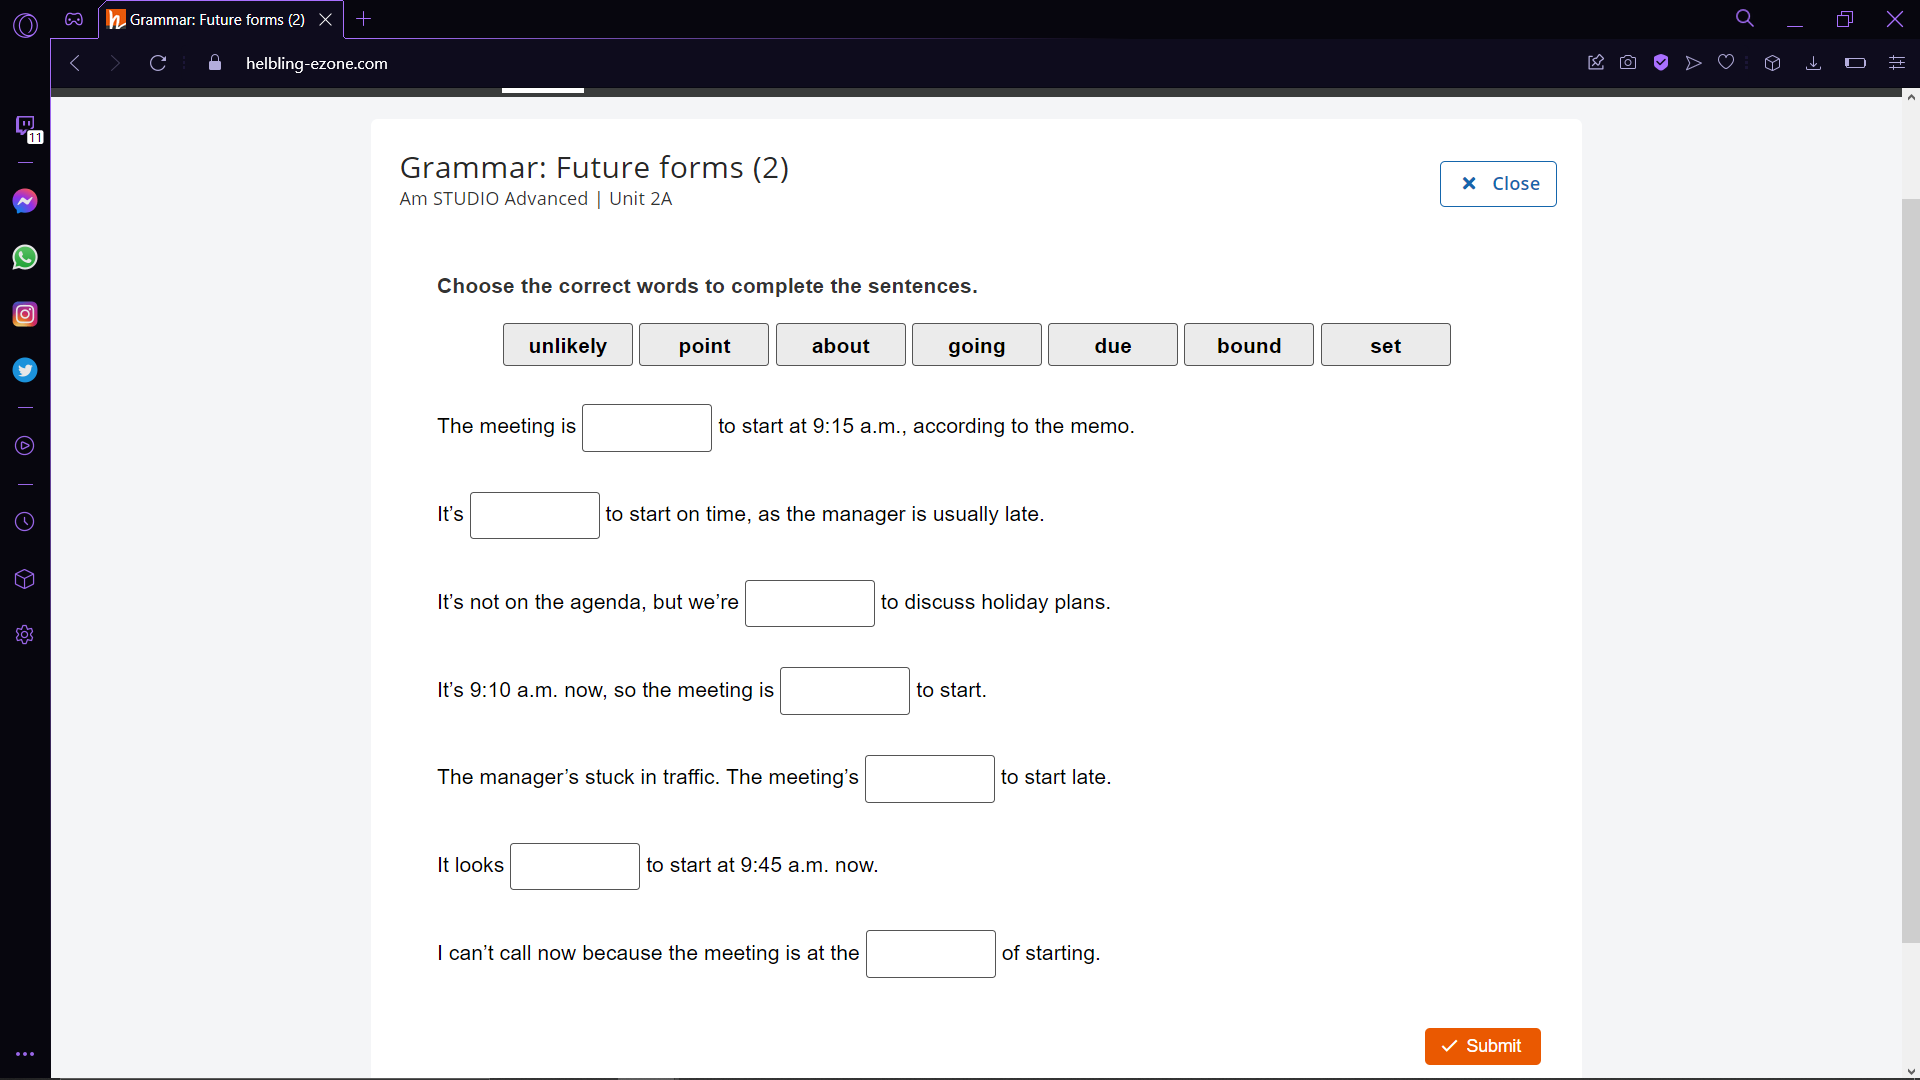 Grammar: Future forms (2)
helbling-ezone.com
11
Grammar: Future forms (2)
Am STUDIO Advanced | Unit 2A
Close
Choose the correct words to complete the sentences.
unlikely point about going due bound set
The meeting is to start at 9:15 a.m., according to the memo.
It’s to start on time, as the manager is usually late.
It’s not on the agenda, but we’re to discuss holiday plans.
It’s 9:10 a.m. now, so the meeting is to start.
The manager’s stuck in traffic. The meeting’s to start late.
It looks to start at 9:45 a.m. now.
I can’t call now because the meeting is at the of starting.
Submit